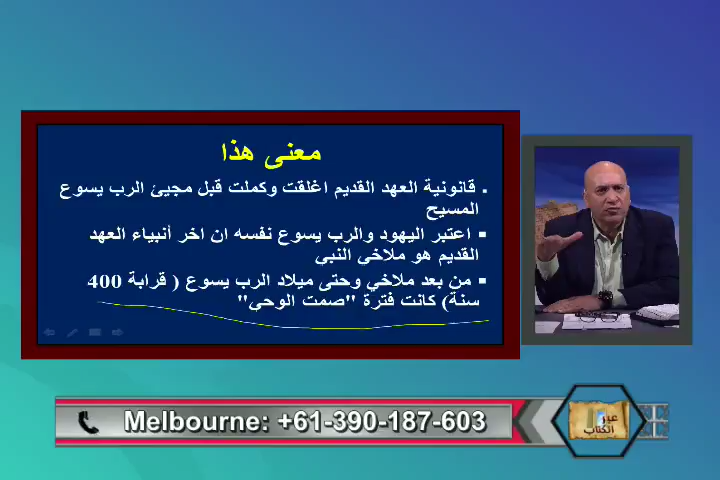 معنى هذا
. قانونية العهد القديم اغلقت وكملت قبل مجيئ الرب يسوع
المسيح
▪ اعتبر اليهود والرب يسوع نفسه ان اخر أنبياء العهد
القديم هو ملاخى النبى
▪ من بعد ملاخي وحتى ميلاد الرب يسوع ( قرابة 400
سنة) كانت فترة "صمت الوحى"
Melbourne: +61-390-187-603
عبر
الكتاب